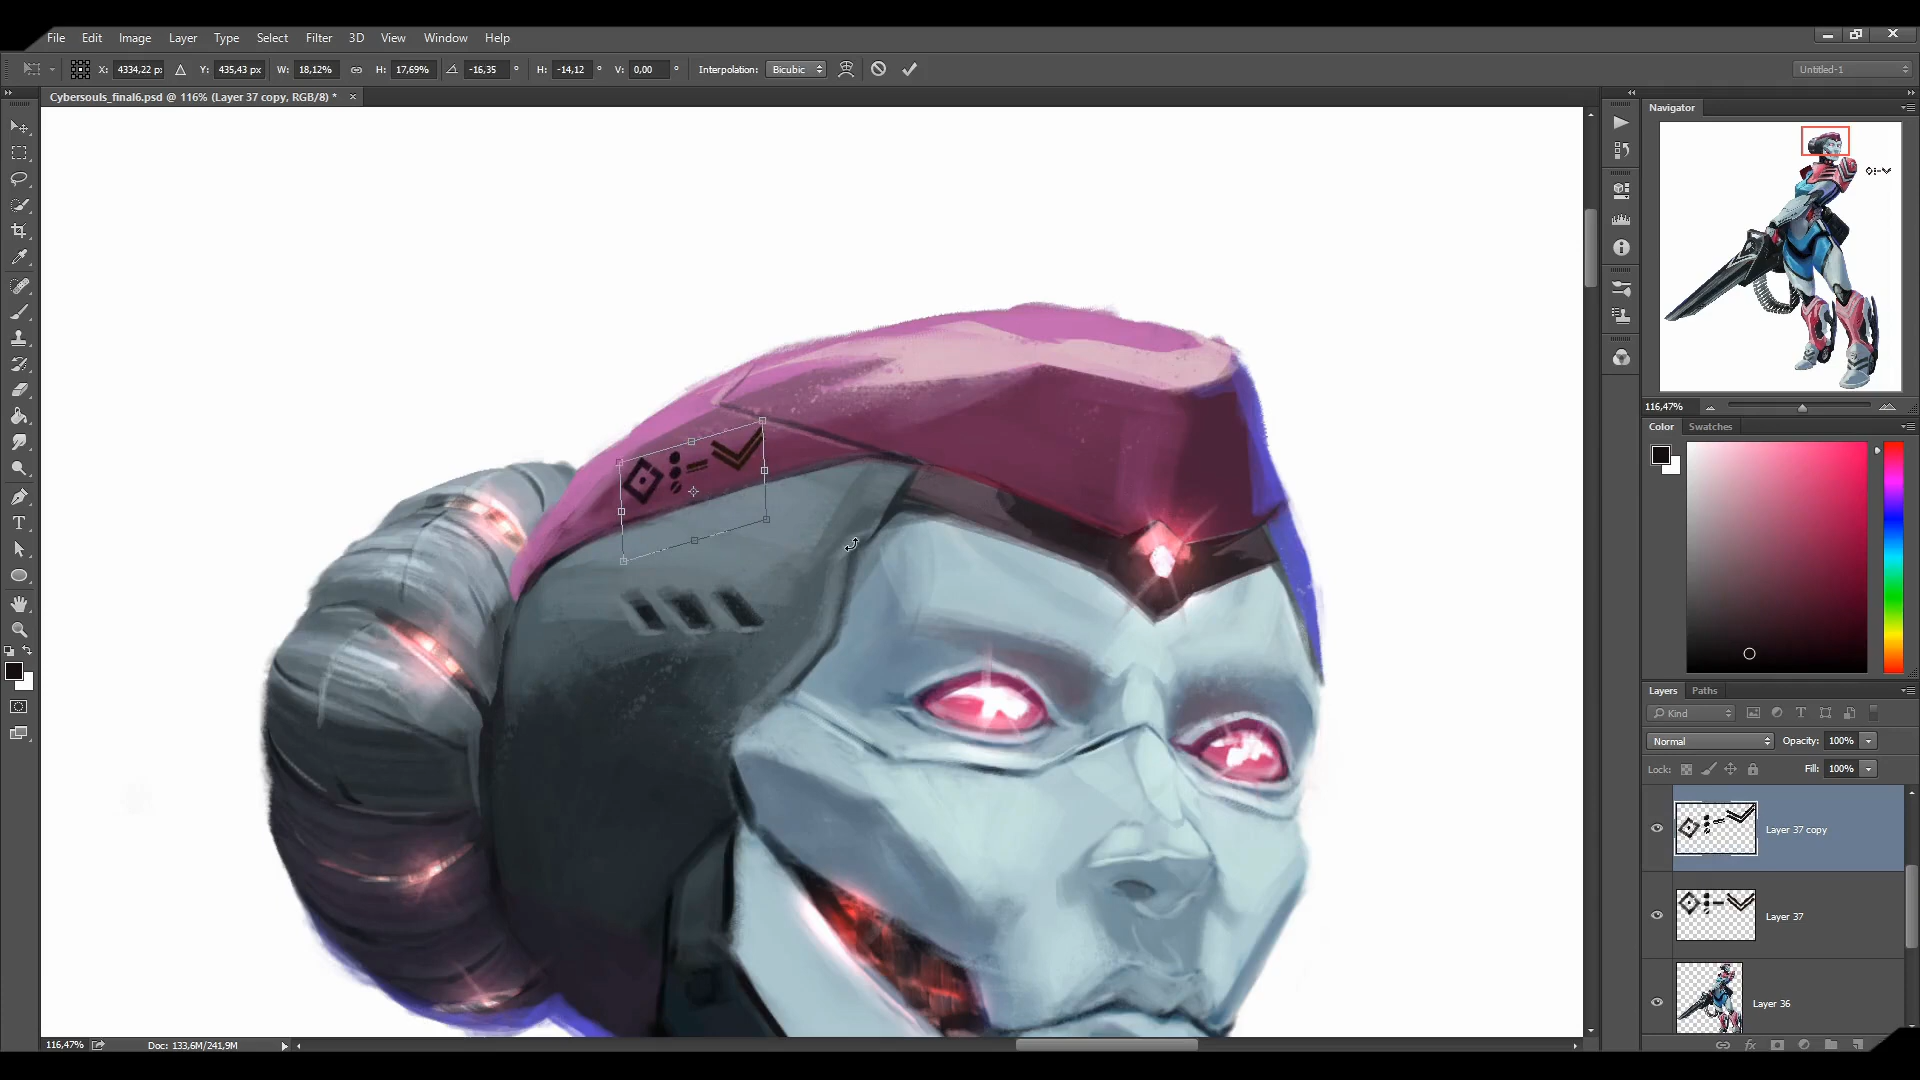 File Edit Image Layer Type Select Filter 3D View Window Help
X: 4334,22 px Y: 435,43 px W: 18,12% H: 17,69% -16,35 ° H: -14,12 ° V: 0,00 ° Interpolation: Bicubic Untitled-1
Cybersouls_final6.psd @ 116% (Layer 37 copy, RGB/8) * ×
Navigator
116,47%
Color Swatches
Layers Paths
Kind
Normal Opacity: 100%
Lock: Fill: 100%
Layer 37 copy
Layer 37
Layer 36
116,47% Doc: 133,6M/241,9M